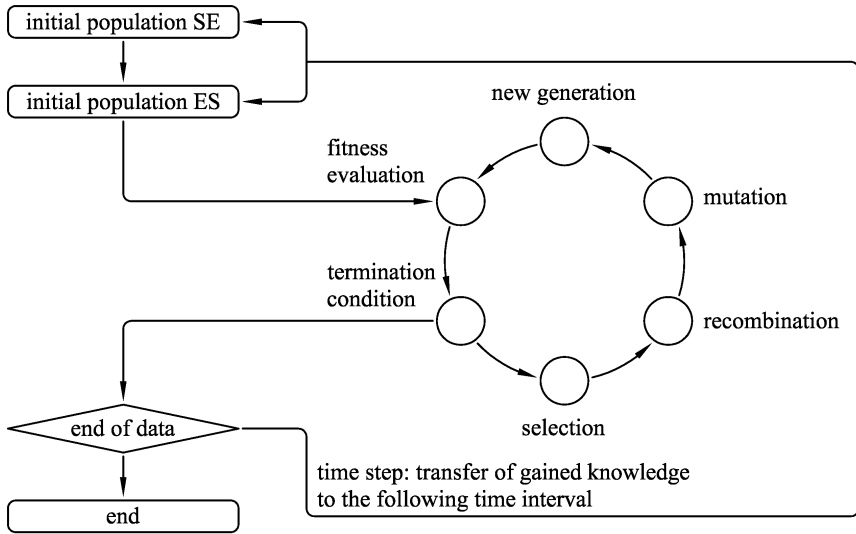 initial population SE
initial population ES
new generation
fitness
evaluation
mutation
termination
condition
recombination
selection
end of data
time step: transfer of gained knowledge
to the following time interval
end